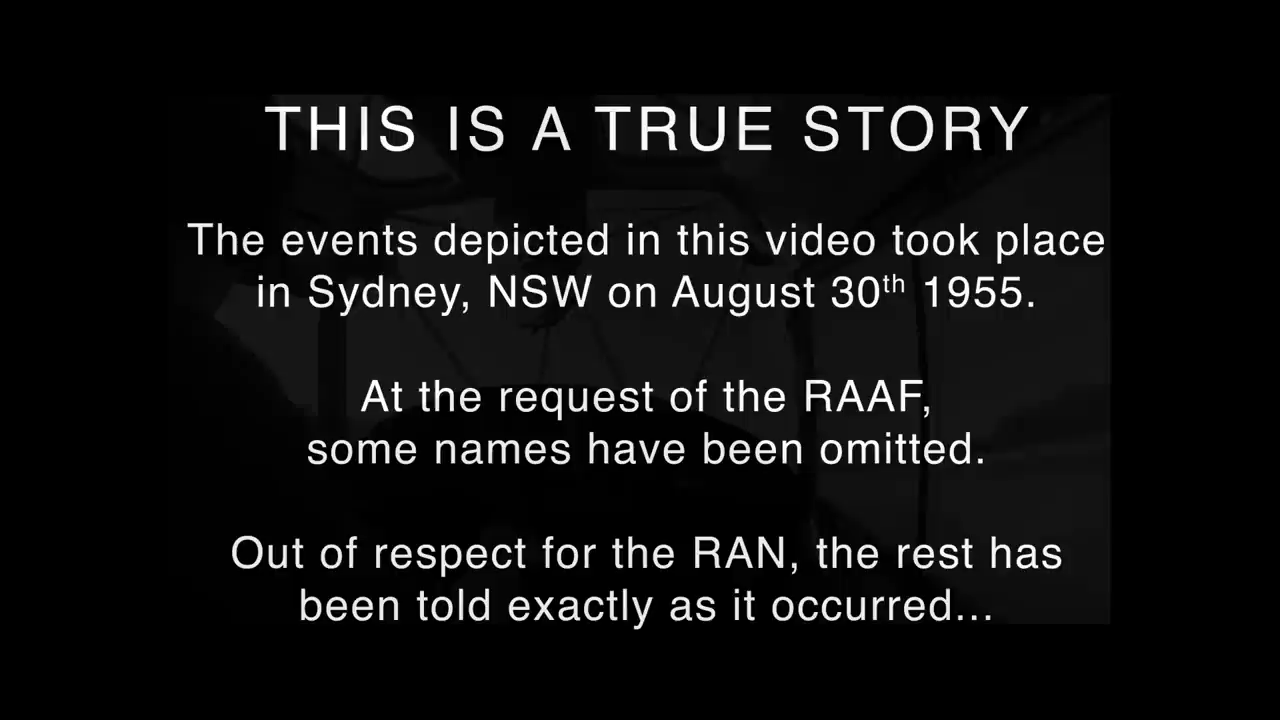 THIS IS A TRUE STORY
The events depicted in this video took place
in Sydney, NSW on August 30th 1955.
At the request of the RAAF,
some names have been omitted.
Out of respect for the RAN, the rest has
been told exactly as it occurred...